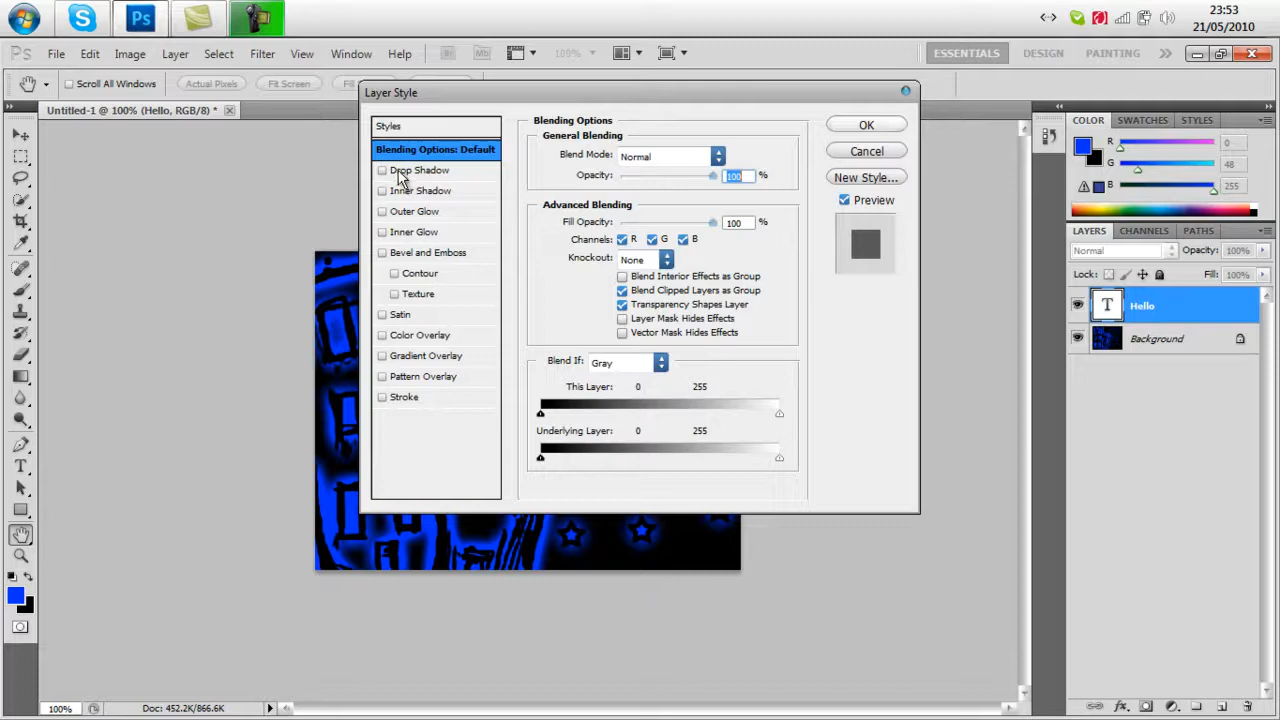 Ps
23:53
21/05/2010
PS File Edit Image Layer Select Filter View Window Help Br Mb 100% ESSENTIALS DESIGN PAINTING
Scroll All Windows Actual Pixels Fit Screen
Untitled-1 @ 100% (Hello, RGB/8) *
Layer Style
Styles
Blending Options: Default
Drop Shadow
Inner Shadow
Outer Glow
Inner Glow
Bevel and Emboss
Contour
Texture
Satin
Color Overlay
Gradient Overlay
Pattern Overlay
Stroke
Blending Options
General Blending
Blend Mode: Normal
Opacity: 100 %
Advanced Blending
Fill Opacity: 100 %
Channels: R G B
Knockout: None
Blend Interior Effects as Group
Blend Clipped Layers as Group
Transparency Shapes Layer
Layer Mask Hides Effects
Vector Mask Hides Effects
Blend If: Gray
This Layer: 0 255
Underlying Layer: 0 255
OK
Cancel
New Style...
Preview
COLOR SWATCHES STYLES
R 0
G 48
B 255
LAYERS CHANNELS PATHS
Normal Opacity: 100%
Lock: Fill: 100%
T Hello
Background
100% Doc: 452.2K/866.6K